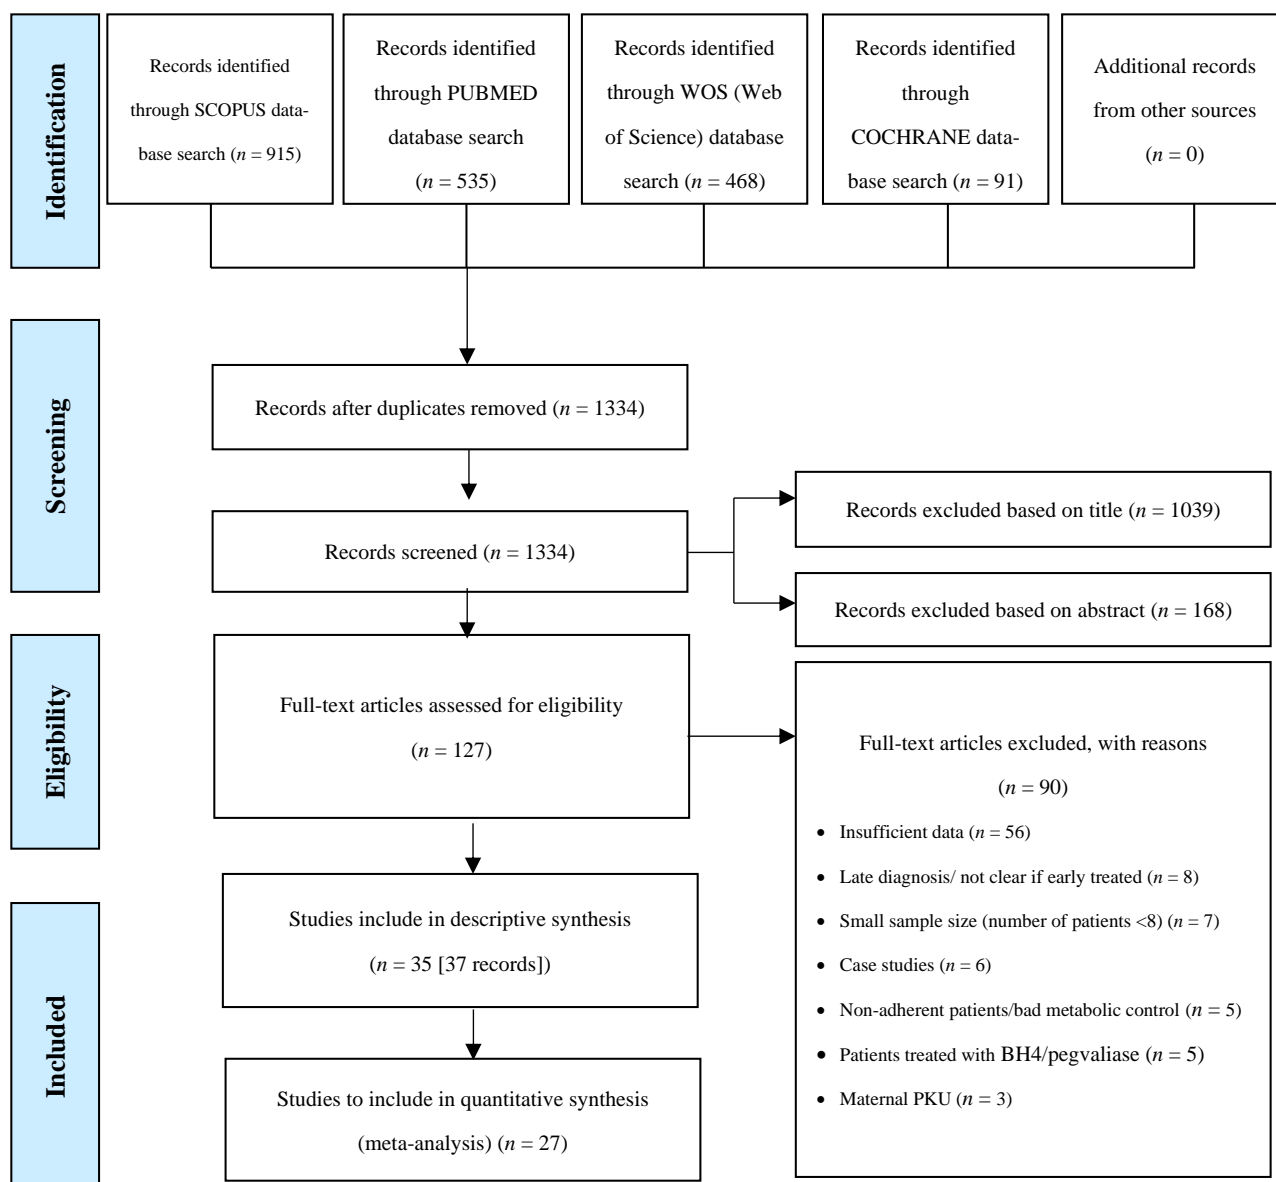 Identification
Records identified
through SCOPUS data-
base search (n = 915)
Records identified
through PUBMED
database search
(n = 535)
Records identified
through WOS (Web
of Science) database
search (n = 468)
Records identified
through
COCHRANE data-
base search (n = 91)
Additional records
from other sources
(n = 0)
Screening
Records after duplicates removed (n = 1334)
Records screened (n = 1334)
Records excluded based on title (n = 1039)
Records excluded based on abstract (n = 168)
Eligibility
Full-text articles assessed for eligibility
(n = 127)
Full-text articles excluded, with reasons
(n = 90)
• Insufficient data (n = 56)
• Late diagnosis/ not clear if early treated (n = 8)
• Small sample size (number of patients <8) (n = 7)
• Case studies (n = 6)
• Non-adherent patients/bad metabolic control (n = 5)
• Patients treated with BH4/pegvaliase (n = 5)
• Maternal PKU (n = 3)
Included
Studies include in descriptive synthesis
(n = 35 [37 records])
Studies to include in quantitative synthesis
(meta-analysis) (n = 27)